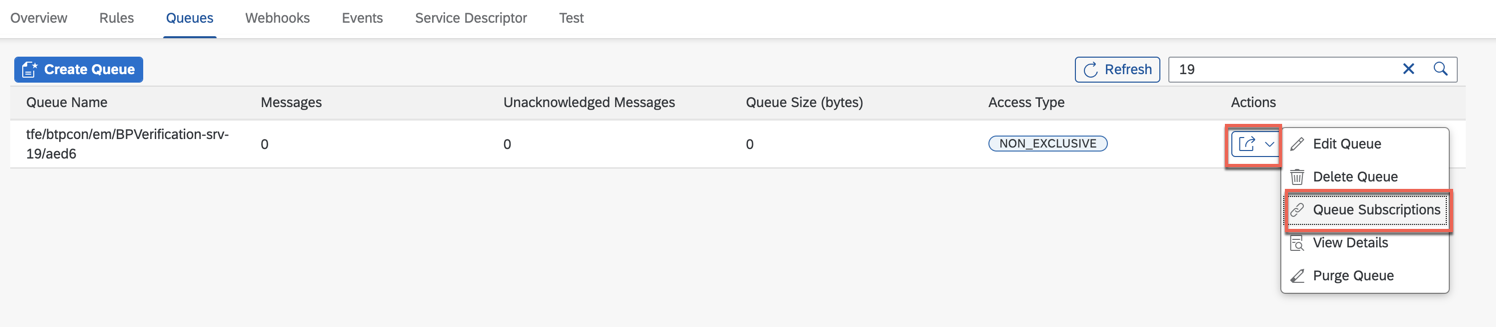 Overview Rules Queues Webhooks Events Service Descriptor Test
Create Queue Refresh 19
Queue Name Messages Unacknowledged Messages Queue Size (bytes) Access Type Actions
tfe/btpcon/em/BPVerification-srv-
19/aed6 0 0 0 NON_EXCLUSIVE
Edit Queue
Delete Queue
Queue Subscriptions
View Details
Purge Queue